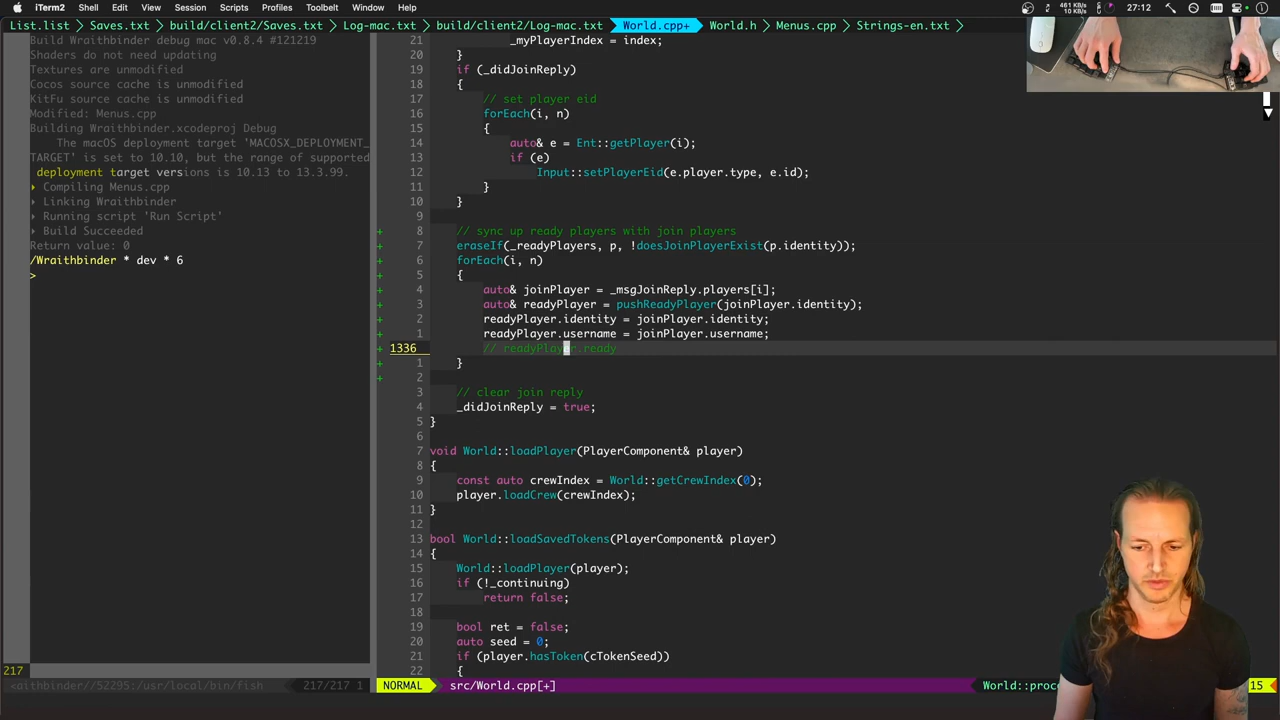 iTerm2 Shell Edit View Session Scripts Profiles Toolbelt Window Help 461 KB 10 KB 27:12
List.list > Saves.txt > build/client2/Saves.txt > Log-mac.txt > build/client2/Log-mac.txt World.cpp+ World.h > Menus.cpp > Strings-en.txt >
Build Wraithbinder debug mac v0.8.4 #121219
Shaders do not need updating
Textures are unmodified
Cocos source cache is unmodified
KitFu source cache is unmodified
Modified: Menus.cpp
Building Wraithbinder.xcodeproj Debug
The macOS deployment target 'MACOSX_DEPLOYMENT_
TARGET' is set to 10.10, but the range of supported
deployment target versions is 10.13 to 13.3.99.
Compiling Menus.cpp
Linking Wraithbinder
Running script 'Run Script'
Build Succeeded
Return value: 0
/Wraithbinder * dev * 6
>
217
<aithbinder//52295:/usr/local/bin/fish 217/217 1
21 _myPlayerIndex = index;
20 }
19 if (_didJoinReply)
18 {
17 // set player eid
16 forEach(i, n)
15 {
14 auto& e = Ent::getPlayer(i);
13 if (e)
12 Input::setPlayerEid(e.player.type, e.id);
11 }
10 }
9
+ 8 // sync up ready players with join players
+ 7 eraseIf(_readyPlayers, p, !doesJoinPlayerExist(p.identity));
+ 6 forEach(i, n)
+ 5 {
+ 4 auto& joinPlayer = _msgJoinReply.players[i];
+ 3 auto& readyPlayer = pushReadyPlayer(joinPlayer.identity);
+ 2 readyPlayer.identity = joinPlayer.identity;
+ 1 readyPlayer.username = joinPlayer.username;
+ 1336 // readyPlayer.ready
+ 1 }
+ 2
3 // clear join reply
4 _didJoinReply = true;
5 }
6
7 void World::loadPlayer(PlayerComponent& player)
8 {
9 const auto crewIndex = World::getCrewIndex(0);
10 player.loadCrew(crewIndex);
11 }
12
13 bool World::loadSavedTokens(PlayerComponent& player)
14 {
15 World::loadPlayer(player);
16 if (!_continuing)
17 return false;
18
19 bool ret = false;
20 auto seed = 0;
21 if (player.hasToken(cTokenSeed))
22 {
NORMAL src/World.cpp[+] World::proc 15